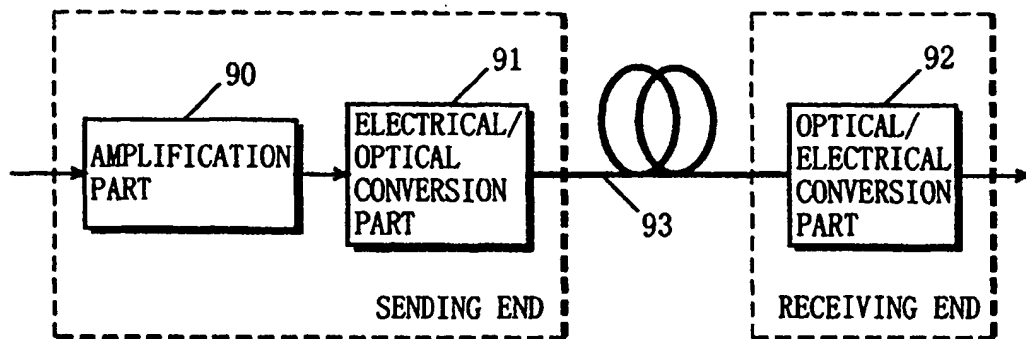 90
AMPLIFICATION
PART
91
ELECTRICAL/
OPTICAL
CONVERSION
PART
93
92
OPTICAL/
ELECTRICAL
CONVERSION
PART
SENDING END
RECEIVING END